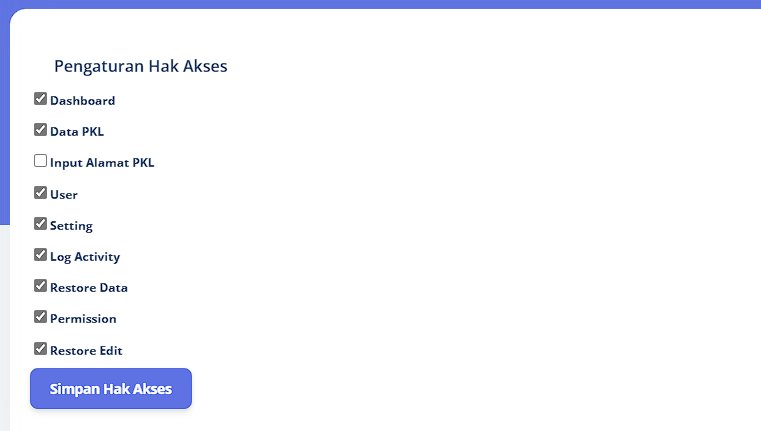 Pengaturan Hak Akses
Dashboard
Data PKL
Input Alamat PKL
User
Setting
Log Activity
Restore Data
Permission
Restore Edit
Simpan Hak Akses